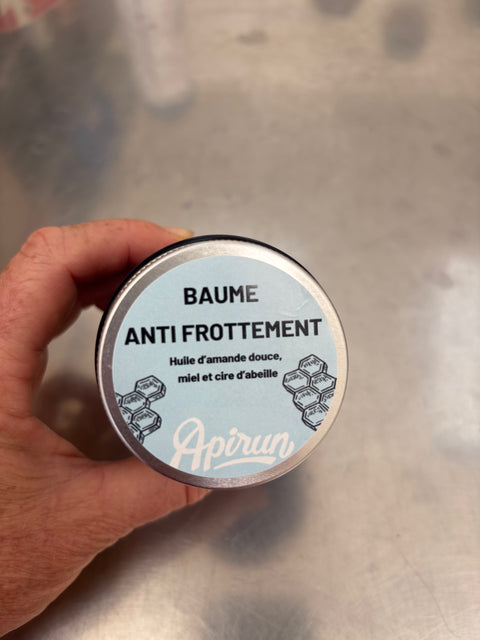 BAUME
ANTI FROTTEMENT
Huile d'amande douce,
miel et cire d'abeille
Apirun